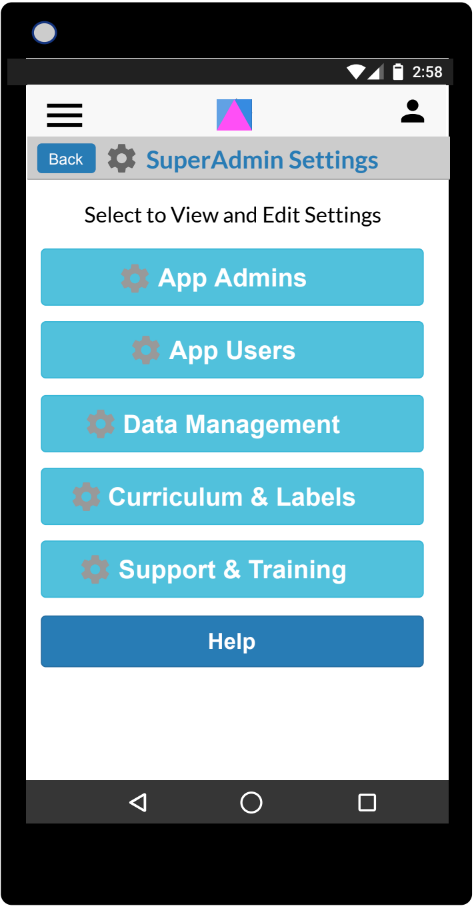 2:58
Back SuperAdmin Settings
Select to View and Edit Settings
App Admins
App Users
Data Management
Curriculum & Labels
Support & Training
Help